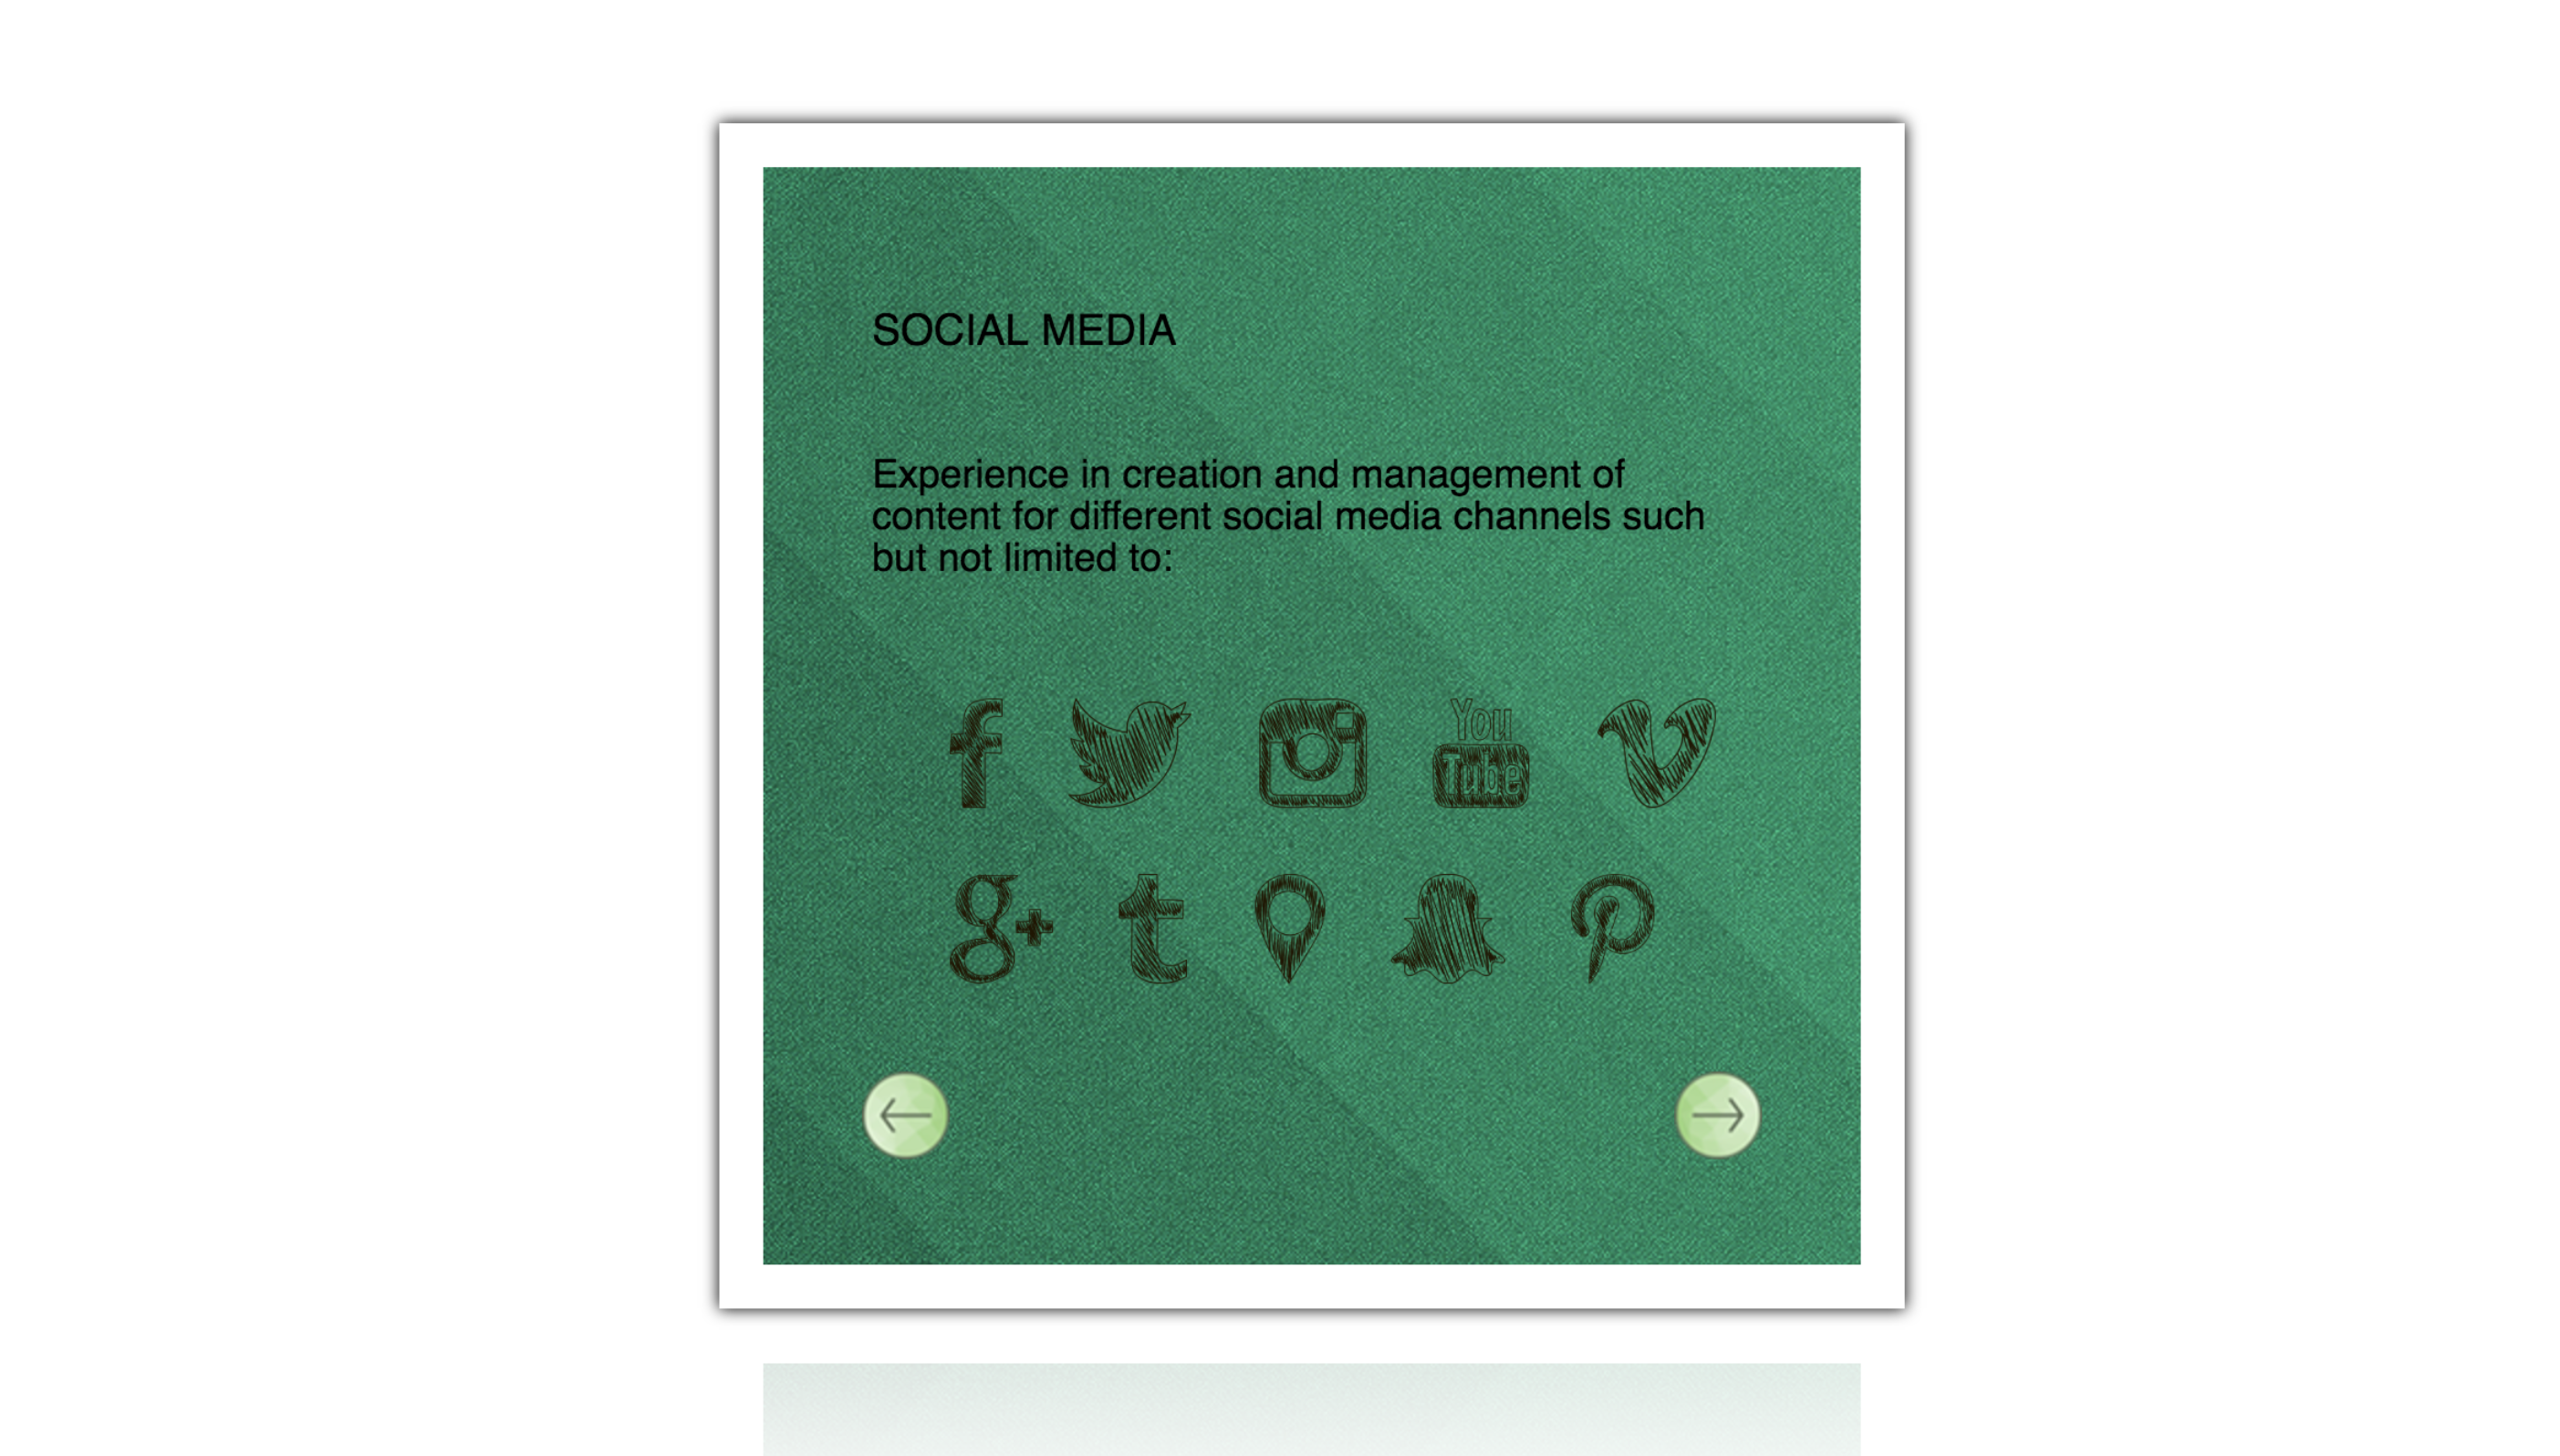 SOCIAL MEDIA
Experience in creation and management of
content for different social media channels such
but not limited to:
f You Tube
g+ t